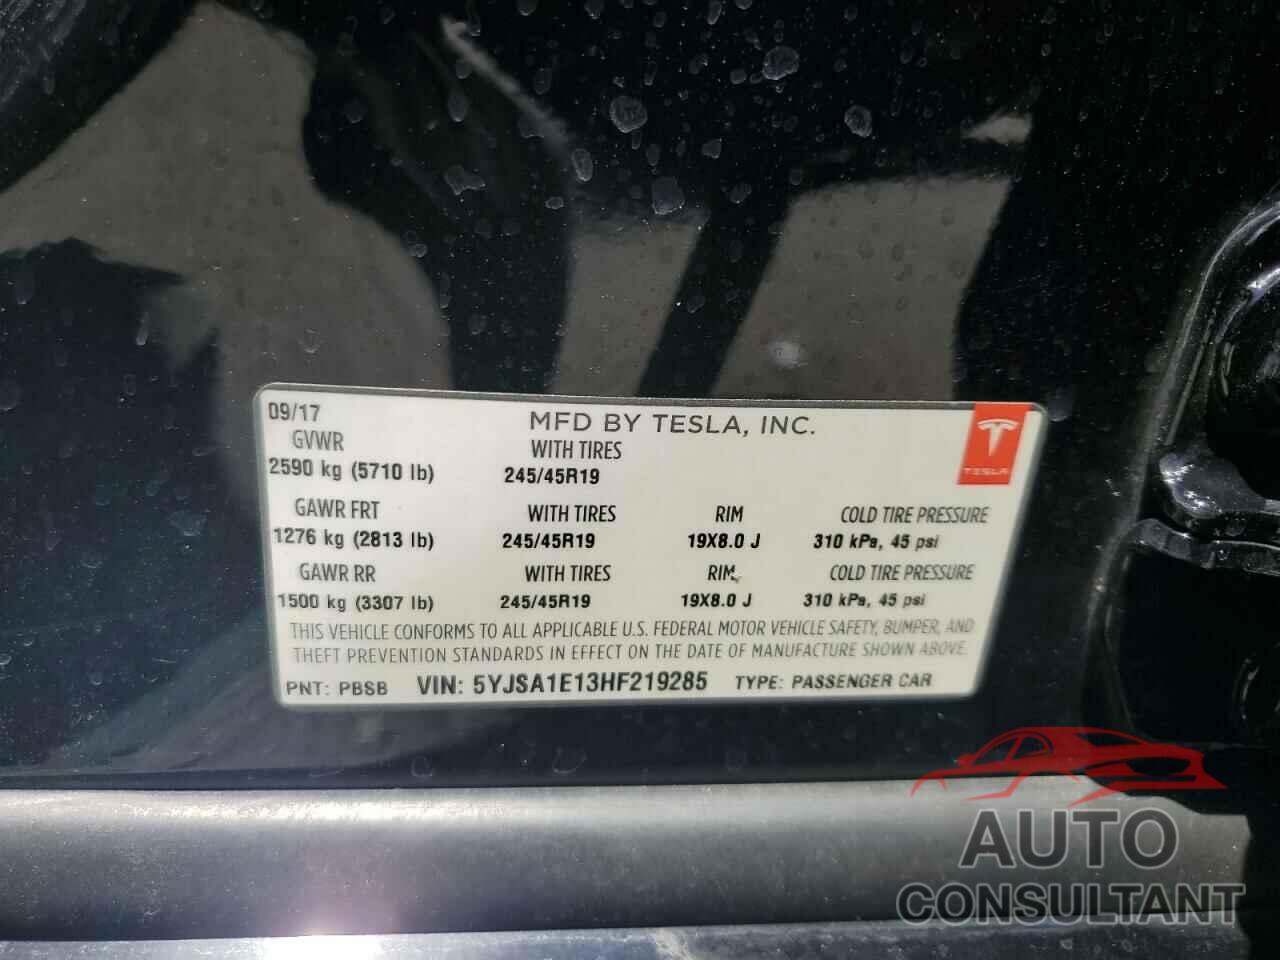 09/17 MFD BY TESLA, INC.
GVWR WITH TIRES
2590 kg (5710 lb) 245/45R19
TESLA
GAWR FRT WITH TIRES RIM COLD TIRE PRESSURE
1276 kg (2813 lb) 245/45R19 19X8.0 J 310 kPa, 45 psi
GAWR RR WITH TIRES RIM COLD TIRE PRESSURE
1500 kg (3307 lb) 245/45R19 19X8.0 J 310 kPa, 45 psi
THIS VEHICLE CONFORMS TO ALL APPLICABLE U.S. FEDERAL MOTOR VEHICLE SAFETY, BUMPER, AND
THEFT PREVENTION STANDARDS IN EFFECT ON THE DATE OF MANUFACTURE SHOWN ABOVE.
PNT: PBSB VIN: 5YJSA1E13HF219285 TYPE: PASSENGER CAR
AUTO
CONSULTANT